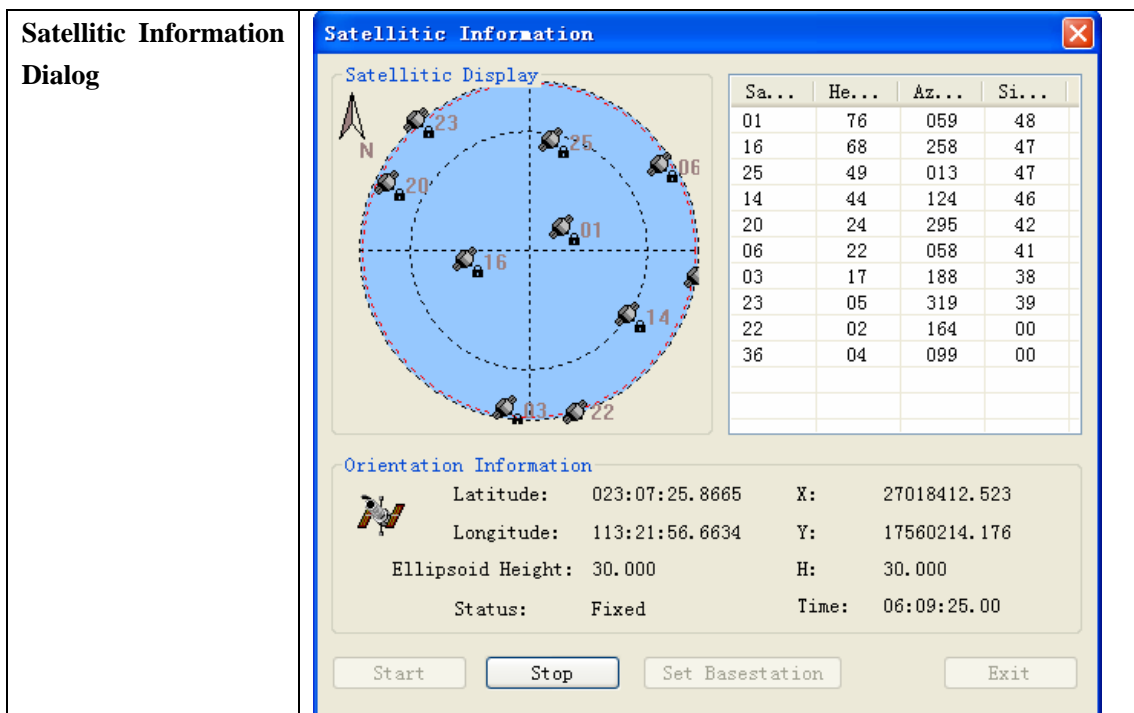 Satellitic Information
Dialog
Satellitic Information
Satellitic Display
N
23
25
06
20
01
16
14
03
22
Sa... He... Az... Si...
01 76 059 48
16 68 258 47
25 49 013 47
14 44 124 46
20 24 295 42
06 22 058 41
03 17 188 38
23 05 319 39
22 02 164 00
36 04 099 00
Orientation Information
Latitude: 023:07:25.8665 X: 27018412.523
Longitude: 113:21:56.6634 Y: 17560214.176
Ellipsoid Height: 30.000 H: 30.000
Status: Fixed Time: 06:09:25.00
Start Stop Set Basestation Exit